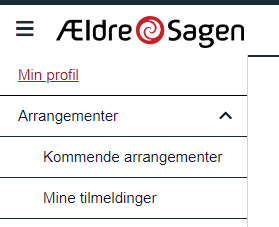 ÆldreSagen
Min profil
Arrangementer
Kommende arrangementer
Mine tilmeldinger